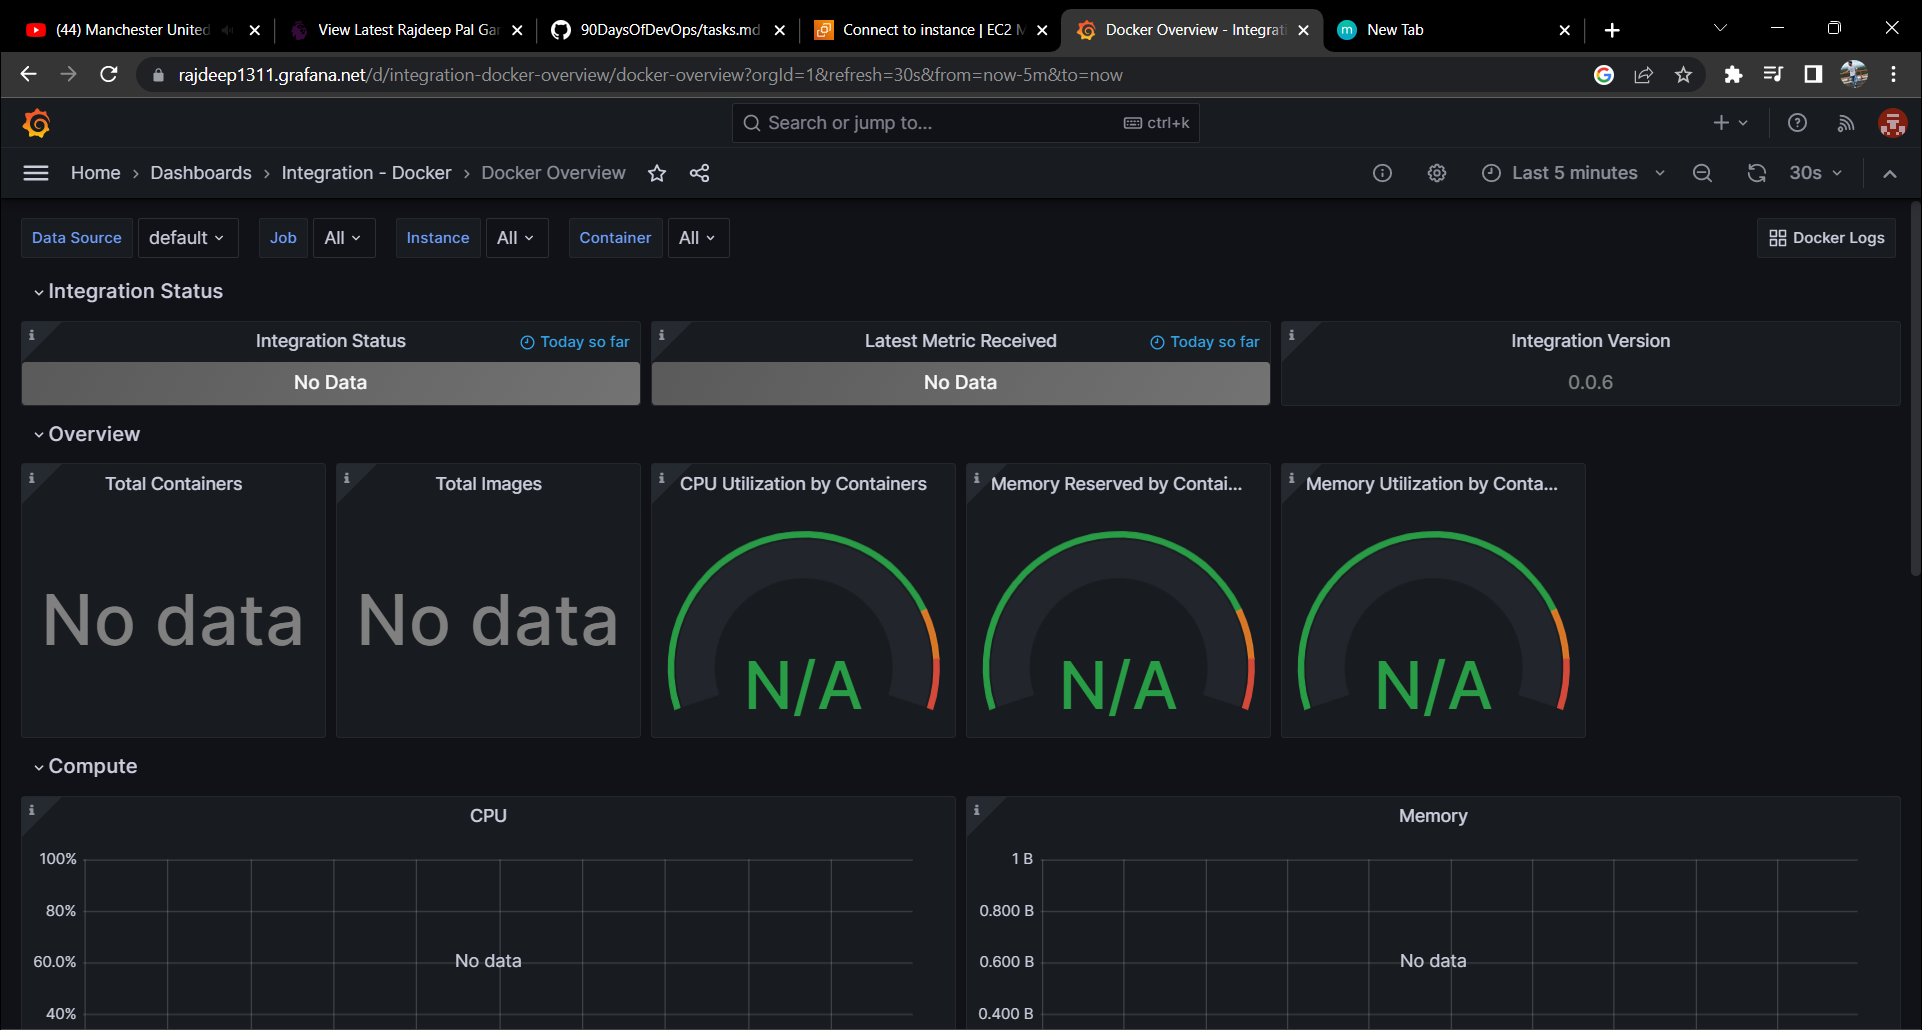 (44) Manchester United
View Latest Rajdeep Pal Gar
90DaysOfDevOps/tasks.md
Connect to instance | EC2 M
Docker Overview - Integrati
New Tab
rajdeep1311.grafana.net/d/integration-docker-overview/docker-overview?orgId=1&refresh=30s&from=now-5m&to=now
Search or jump to... ctrl+k
Home › Dashboards › Integration - Docker › Docker Overview
Last 5 minutes
30s
Data Source default Job All Instance All Container All
Docker Logs
Integration Status
Integration Status Today so far
No Data
Latest Metric Received Today so far
No Data
Integration Version
0.0.6
Overview
Total Containers
No data
Total Images
No data
CPU Utilization by Containers
N/A
Memory Reserved by Contai...
N/A
Memory Utilization by Conta...
N/A
Compute
CPU
100%
80%
60.0%
40%
No data
Memory
1 B
0.800 B
0.600 B
0.400 B
No data